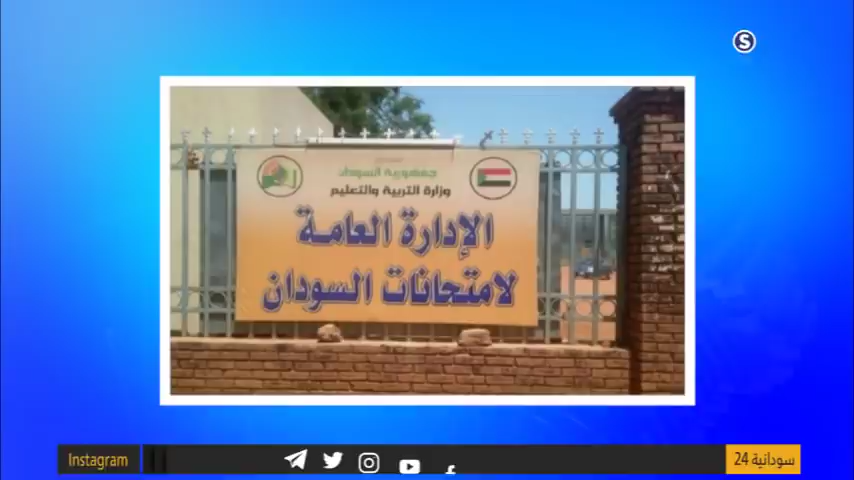 S
جمهورية السودان
وزارة التربية والتعليم
الإدارة العامة
لامتحانات السودان
Instagram
سودانية 24